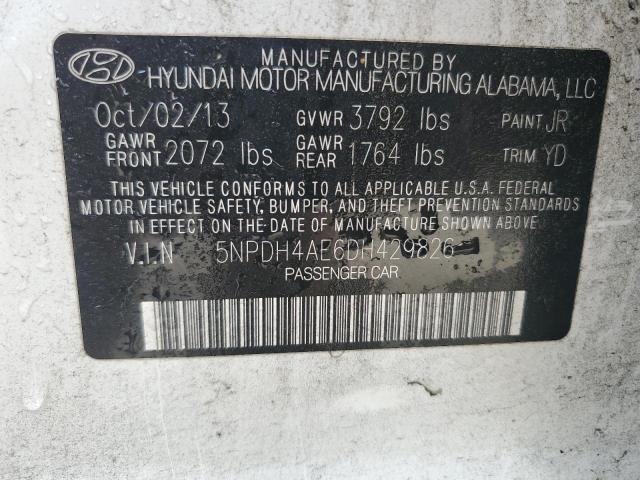 MANUFACTURED BY
HYUNDAI MOTOR MANUFACTURING ALABAMA, LLC
Oct/02/13 GVWR 3792 lbs PAINT JR
GAWR FRONT 2072 lbs GAWR REAR 1764 lbs TRIM YD
THIS VEHICLE CONFORMS TO ALL APPLICABLE U.S.A. FEDERAL
MOTOR VEHICLE SAFETY, BUMPER, AND THEFT PREVENTION STANDARDS
IN EFFECT ON THE DATE OF MANUFACTURE SHOWN ABOVE.
V.I.N 5NPDH4AE6DH429826
PASSENGER CAR